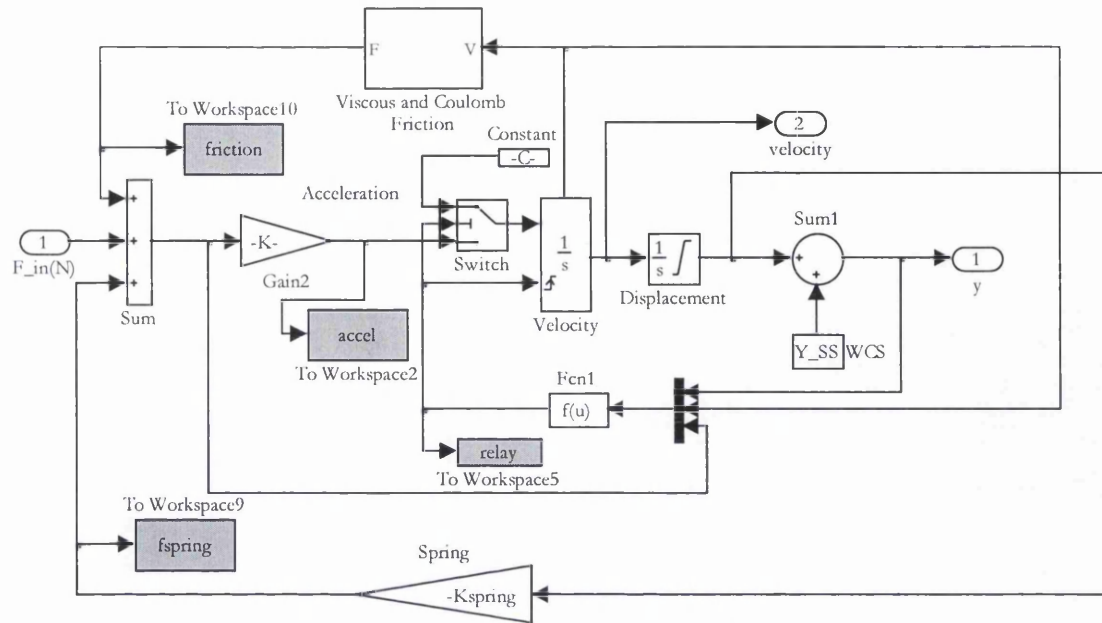 F
V
Viscous and Coulomb
Friction
To Workspace10
friction
Constant
-C-
2
velocity
Acceleration
Sum1
1
F_in(N)
+
+
+
Sum
-K-
Gain2
Switch
1
s
Velocity
1
s
Displacement
+
+
1
y
accel
To Workspace2
Y_SS WCS
Fcn1
f(u)
relay
To Workspace5
To Workspace9
fspring
Spring
-Kspring